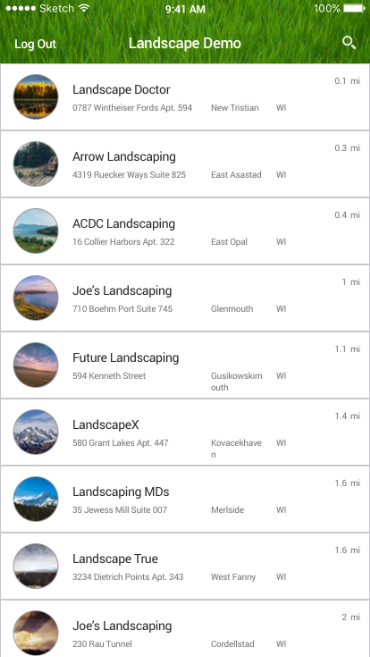 Sketch 9:41 AM 100%
Log Out Landscape Demo
0.1 mi
Landscape Doctor
0787 Wintheiser Fords Apt. 594 New Tristian WI
0.3 mi
Arrow Landscaping
4319 Ruecker Ways Suite 825 East Asastad WI
0.4 mi
ACDC Landscaping
16 Collier Harbors Apt. 322 East Opal WI
1 mi
Joe's Landscaping
710 Boehm Port Suite 745 Glenmouth WI
1.1 mi
Future Landscaping
594 Kenneth Street Gusikowskim WI
outh
1.4 mi
LandscapeX
580 Grant Lakes Apt. 447 Kovacekhave WI
n
1.6 mi
Landscaping MDs
35 Jewess Mill Suite 007 Merlside WI
1.6 mi
Landscape True
3234 Dietrich Points Apt. 343 West Fanny WI
2 mi
Joe's Landscaping
230 Rau Tunnel Cordellstad WI